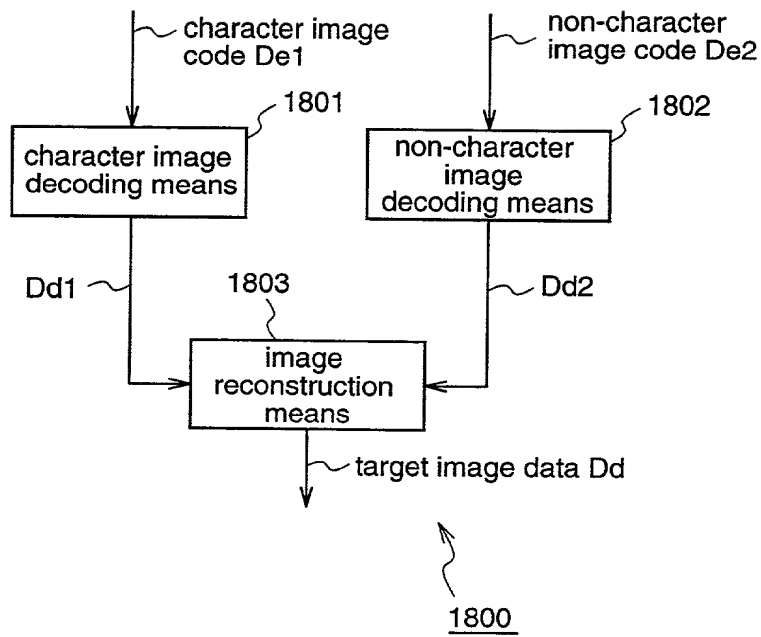 character image
code De1
non-character
image code De2
1801
1802
character image
decoding means
non-character
image
decoding means
Dd1
1803
Dd2
image
reconstruction
means
target image data Dd
1800